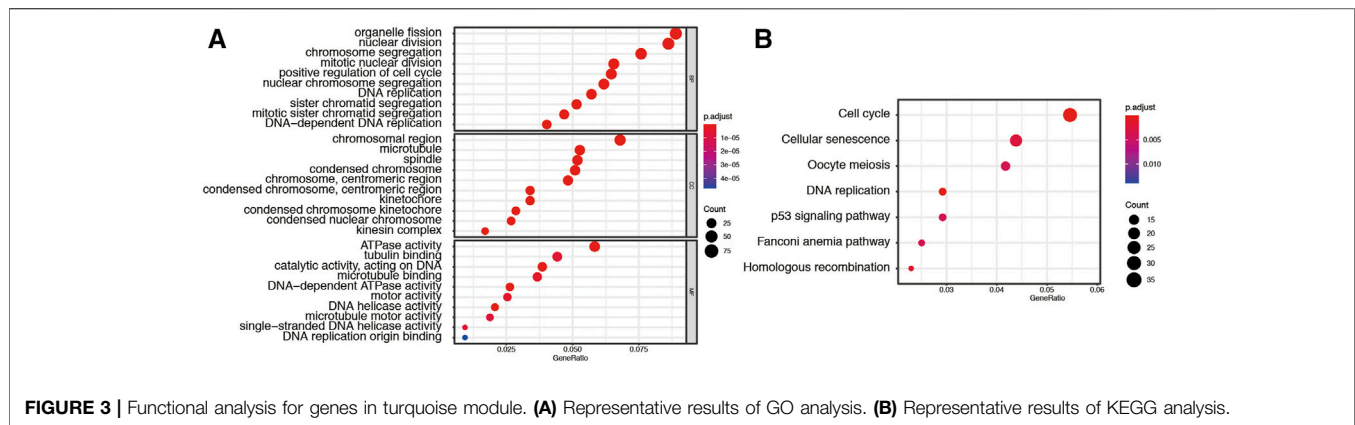 A
organelle fission
nuclear division
chromosome segregation
mitotic nuclear division
positive regulation of cell cycle
nuclear chromosome segregation
DNA replication
sister chromatid segregation
mitotic sister chromatid segregation
DNA−dependent DNA replication
BP
chromosomal region
microtubule
spindle
condensed chromosome
chromosome, centromeric region
condensed chromosome, centromeric region
kinetochore
condensed chromosome kinetochore
condensed nuclear chromosome
kinesin complex
CC
ATPase activity
tubulin binding
catalytic activity, acting on DNA
microtubule binding
DNA−dependent ATPase activity
motor activity
DNA helicase activity
microtubule motor activity
single−stranded DNA helicase activity
DNA replication origin binding
MF
0.025 0.050 0.075
GeneRatio
p.adjust
1e−05
2e−05
3e−05
4e−05
Count
25
50
75
B
Cell cycle
Cellular senescence
Oocyte meiosis
DNA replication
p53 signaling pathway
Fanconi anemia pathway
Homologous recombination
0.03 0.04 0.05 0.06
GeneRatio
p.adjust
0.005
0.010
Count
15
20
25
30
35
FIGURE 3 | Functional analysis for genes in turquoise module. (A) Representative results of GO analysis. (B) Representative results of KEGG analysis.